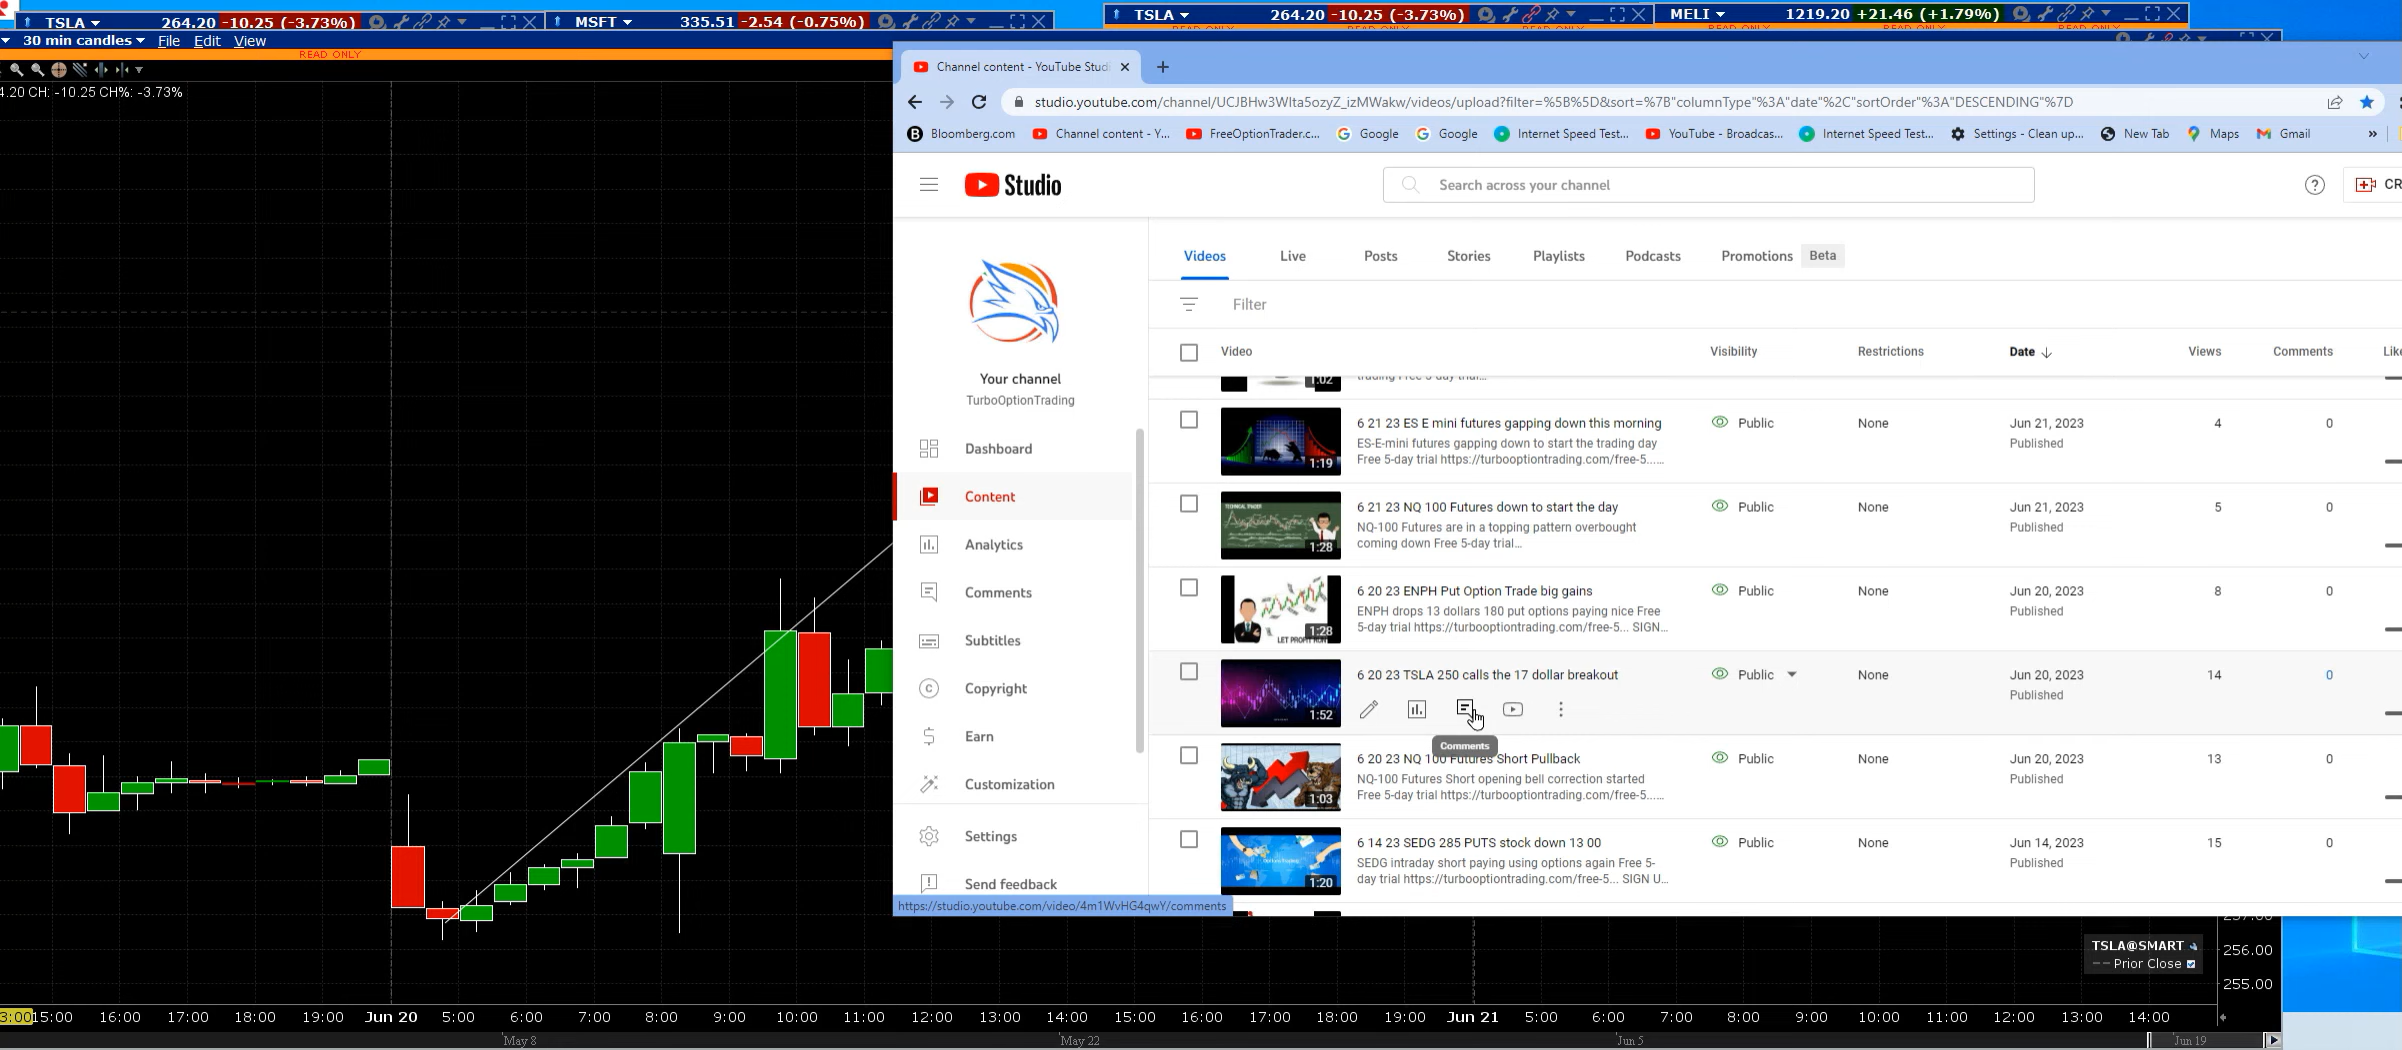 TSLA 264.20 -10.25 (-3.73%) MSFT 335.51 -2.54 (-0.75%) TSLA 264.20 -10.25 (-3.73%) MELI 1219.20 +21.46 (+1.79%)
30 min candles File Edit View
READ ONLY
4.20 CH: -10.25 CH%: -3.73%
Channel content - YouTube Stud
studio.youtube.com/channel/UCJBHw3WIta5ozyZ_izMWakw/videos/upload?filter=%5B%5D&sort=%7B"columnType"%3A"date"%2C"sortOrder"%3A"DESCENDING"%7D
Bloomberg.com Channel content - Y... FreeOptionTrader.c... Google Google Internet Speed Test... YouTube - Broadcas... Internet Speed Test... Settings - Clean up... New Tab Maps Gmail »
Studio
Search across your channel
CR
Your channel
TurboOptionTrading
Dashboard
Content
Analytics
Comments
Subtitles
Copyright
Earn
Customization
Settings
Send feedback
https://studio.youtube.com/video/4m1WvHG4qwY/comments
Videos Live Posts Stories Playlists Podcasts Promotions Beta
Filter
Video Visibility Restrictions Date Views Comments Like
1:02
1:19 6 21 23 ES E mini futures gapping down this morning Public None Jun 21, 2023 4 0
ES-E-mini futures gapping down to start the trading day Published
Free 5-day trial https://turbooptiontrading.com/free-5......
1:28 6 21 23 NQ 100 Futures down to start the day Public None Jun 21, 2023 5 0
NQ-100 Futures are in a topping pattern overbought Published
coming down Free 5-day trial...
1:28 6 20 23 ENPH Put Option Trade big gains Public None Jun 20, 2023 8 0
ENPH drops 13 dollars 180 put options paying nice Free Published
5-day trial https://turbooptiontrading.com/free-5... SIGN...
1:52 6 20 23 TSLA 250 calls the 17 dollar breakout Public None Jun 20, 2023 14 0
Published
Comments
1:03 6 20 23 NQ 100 Futures Short Pullback Public None Jun 20, 2023 13 0
NQ-100 Futures Short opening bell correction started Published
Free 5-day trial https://turbooptiontrading.com/free-5......
1:20 6 14 23 SEDG 285 PUTS stock down 13 00 Public None Jun 14, 2023 15 0
SEDG intraday short paying using options again Free 5- Published
day trial https://turbooptiontrading.com/free-5... SIGN U...
TSLA@SMART
Prior Close
257.00
256.00
255.00
3:00 15:00 16:00 17:00 18:00 19:00 Jun 20 5:00 6:00 7:00 8:00 9:00 10:00 11:00 12:00 13:00 14:00 15:00 16:00 17:00 18:00 19:00 Jun 21 5:00 6:00 7:00 8:00 9:00 10:00 11:00 12:00 13:00 14:00
May 8 May 22 Jun 5 Jun 19